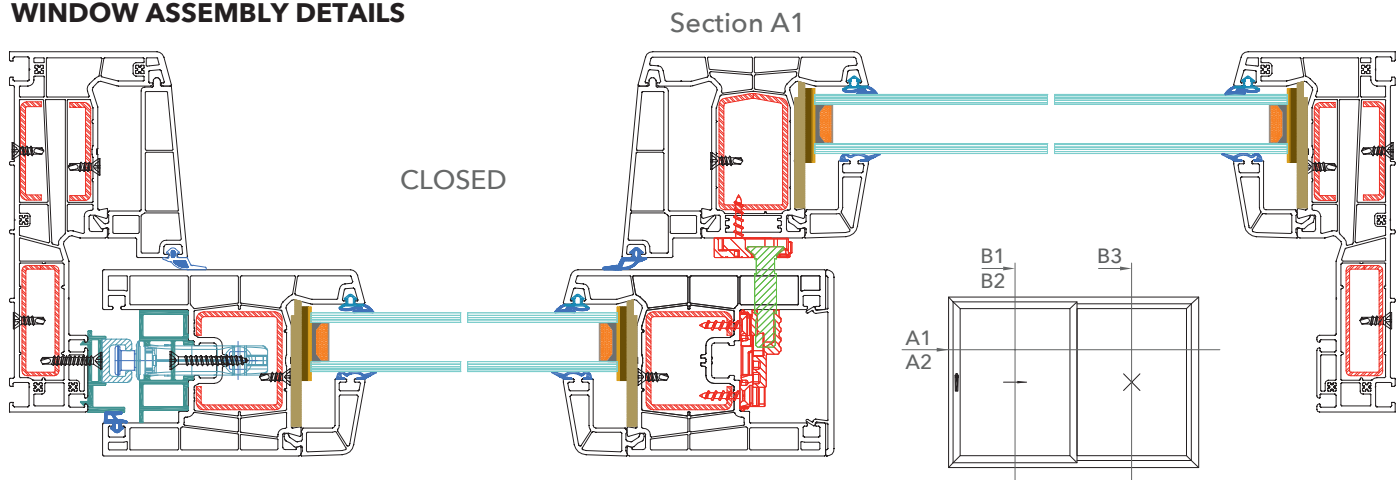 WINDOW ASSEMBLY DETAILS
Section A1
CLOSED
B1
B2
B3
A1
A2